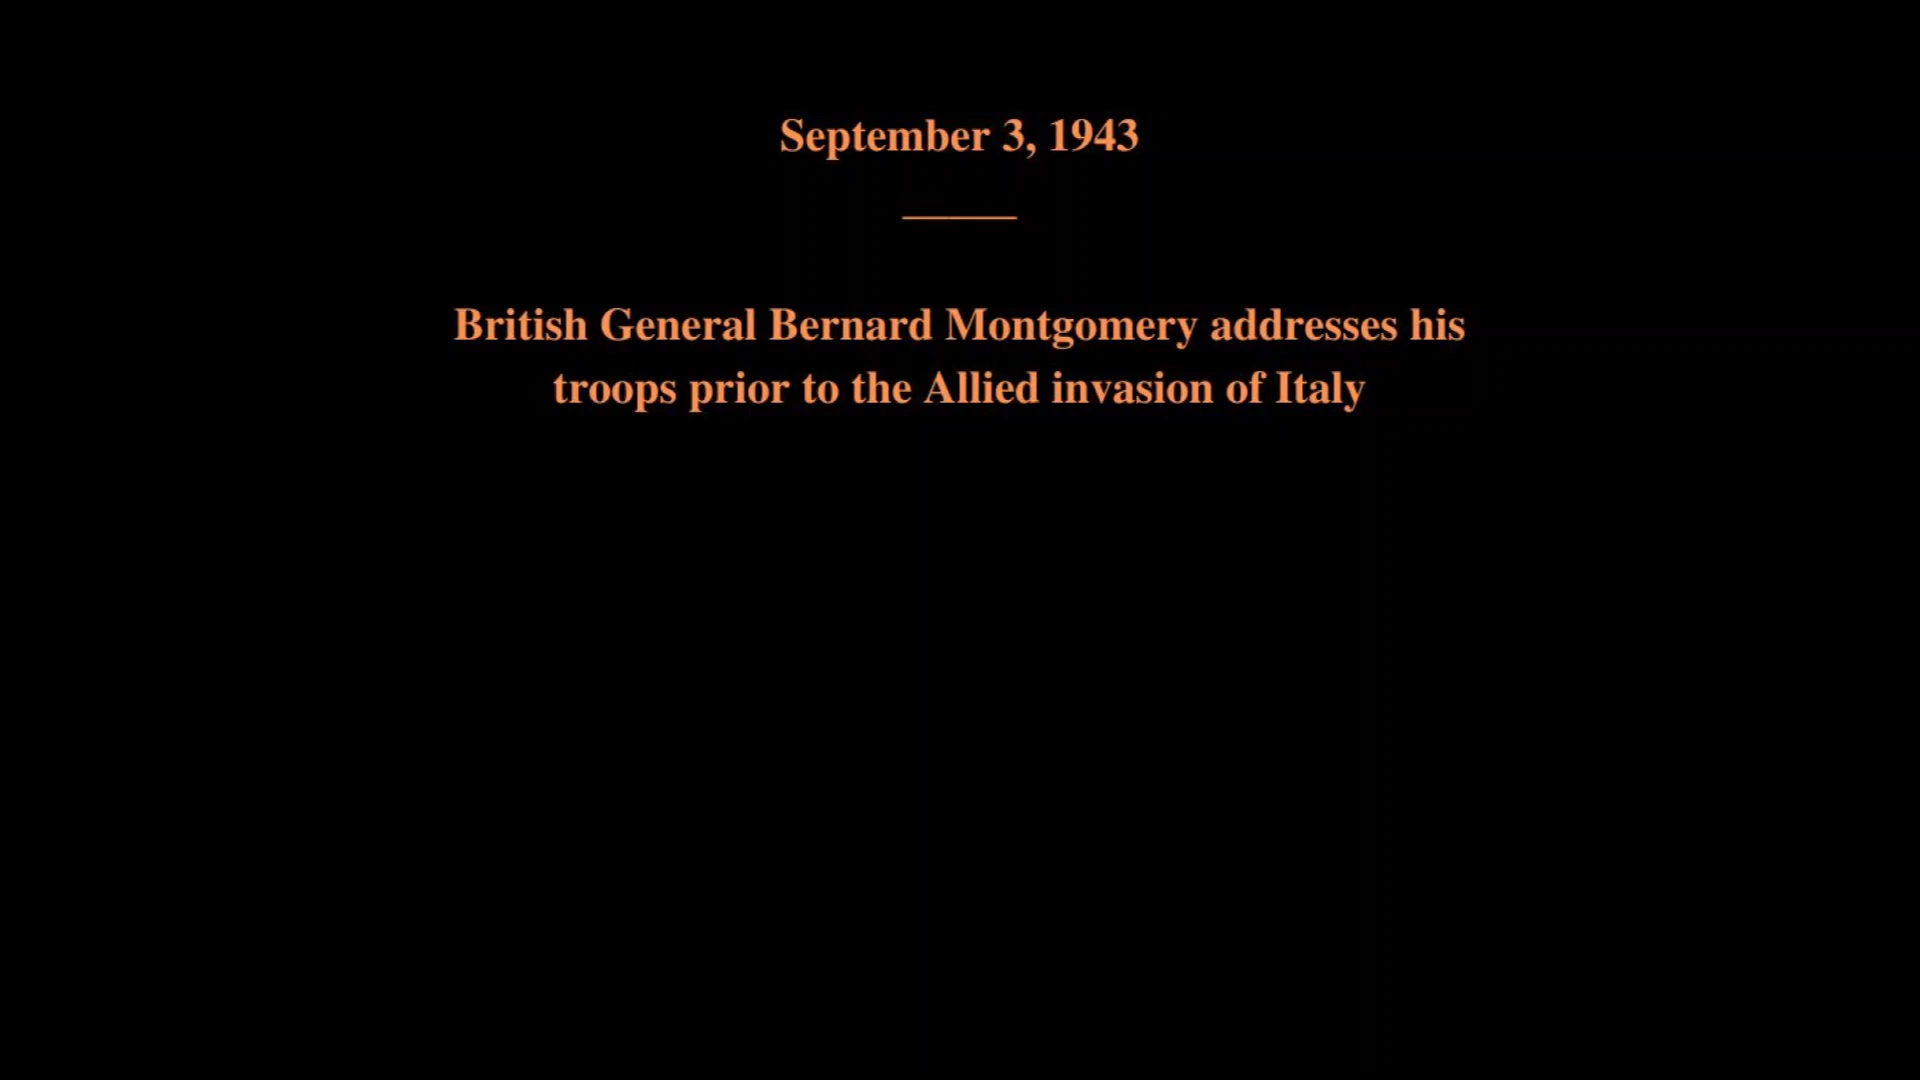 September 3, 1943
British General Bernard Montgomery addresses his
troops prior to the Allied invasion of Italy